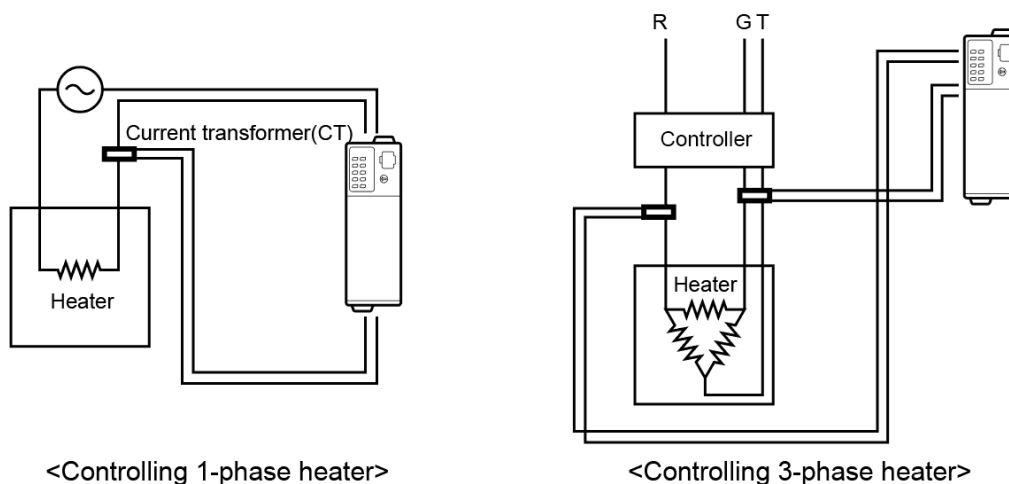 Current transformer(CT)
Heater
<Controlling 1-phase heater>
R G T
Controller
Heater
<Controlling 3-phase heater>